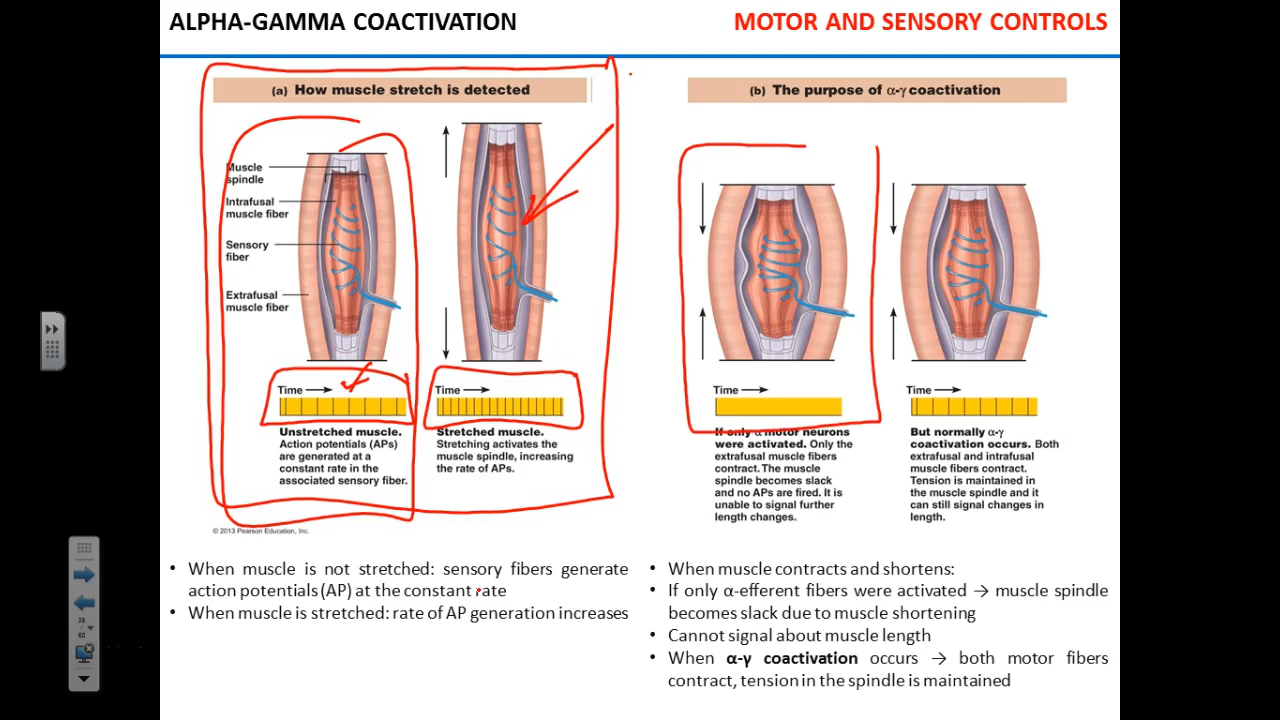 ALPHA-GAMMA COACTIVATION
MOTOR AND SENSORY CONTROLS
(a) How muscle stretch is detected
Muscle
spindle
Intrafusal
muscle fiber
Sensory
fiber
Extrafusal
muscle fiber
Time
Unstretched muscle.
Action potentials (APs)
are generated at a
constant rate in the
associated sensory fiber.
Time
Stretched muscle.
Stretching activates the
muscle spindle, increasing
the rate of APs.
© 2013 Pearson Education, Inc.
(b) The purpose of α-γ coactivation
Time
If only α motor neurons
were activated. Only the
extrafusal muscle fibers
contract. The muscle
spindle becomes slack
and no APs are fired. It is
unable to signal further
length changes.
Time
But normally α-γ
coactivation occurs. Both
extrafusal and intrafusal
muscle fibers contract.
Tension is maintained in
the muscle spindle and it
can still signal changes in
length.
• When muscle is not stretched: sensory fibers generate
action potentials (AP) at the constant rate
• When muscle is stretched: rate of AP generation increases
• When muscle contracts and shortens:
• If only α-efferent fibers were activated → muscle spindle
becomes slack due to muscle shortening
• Cannot signal about muscle length
• When α-γ coactivation occurs → both motor fibers
contract, tension in the spindle is maintained
36
/
60